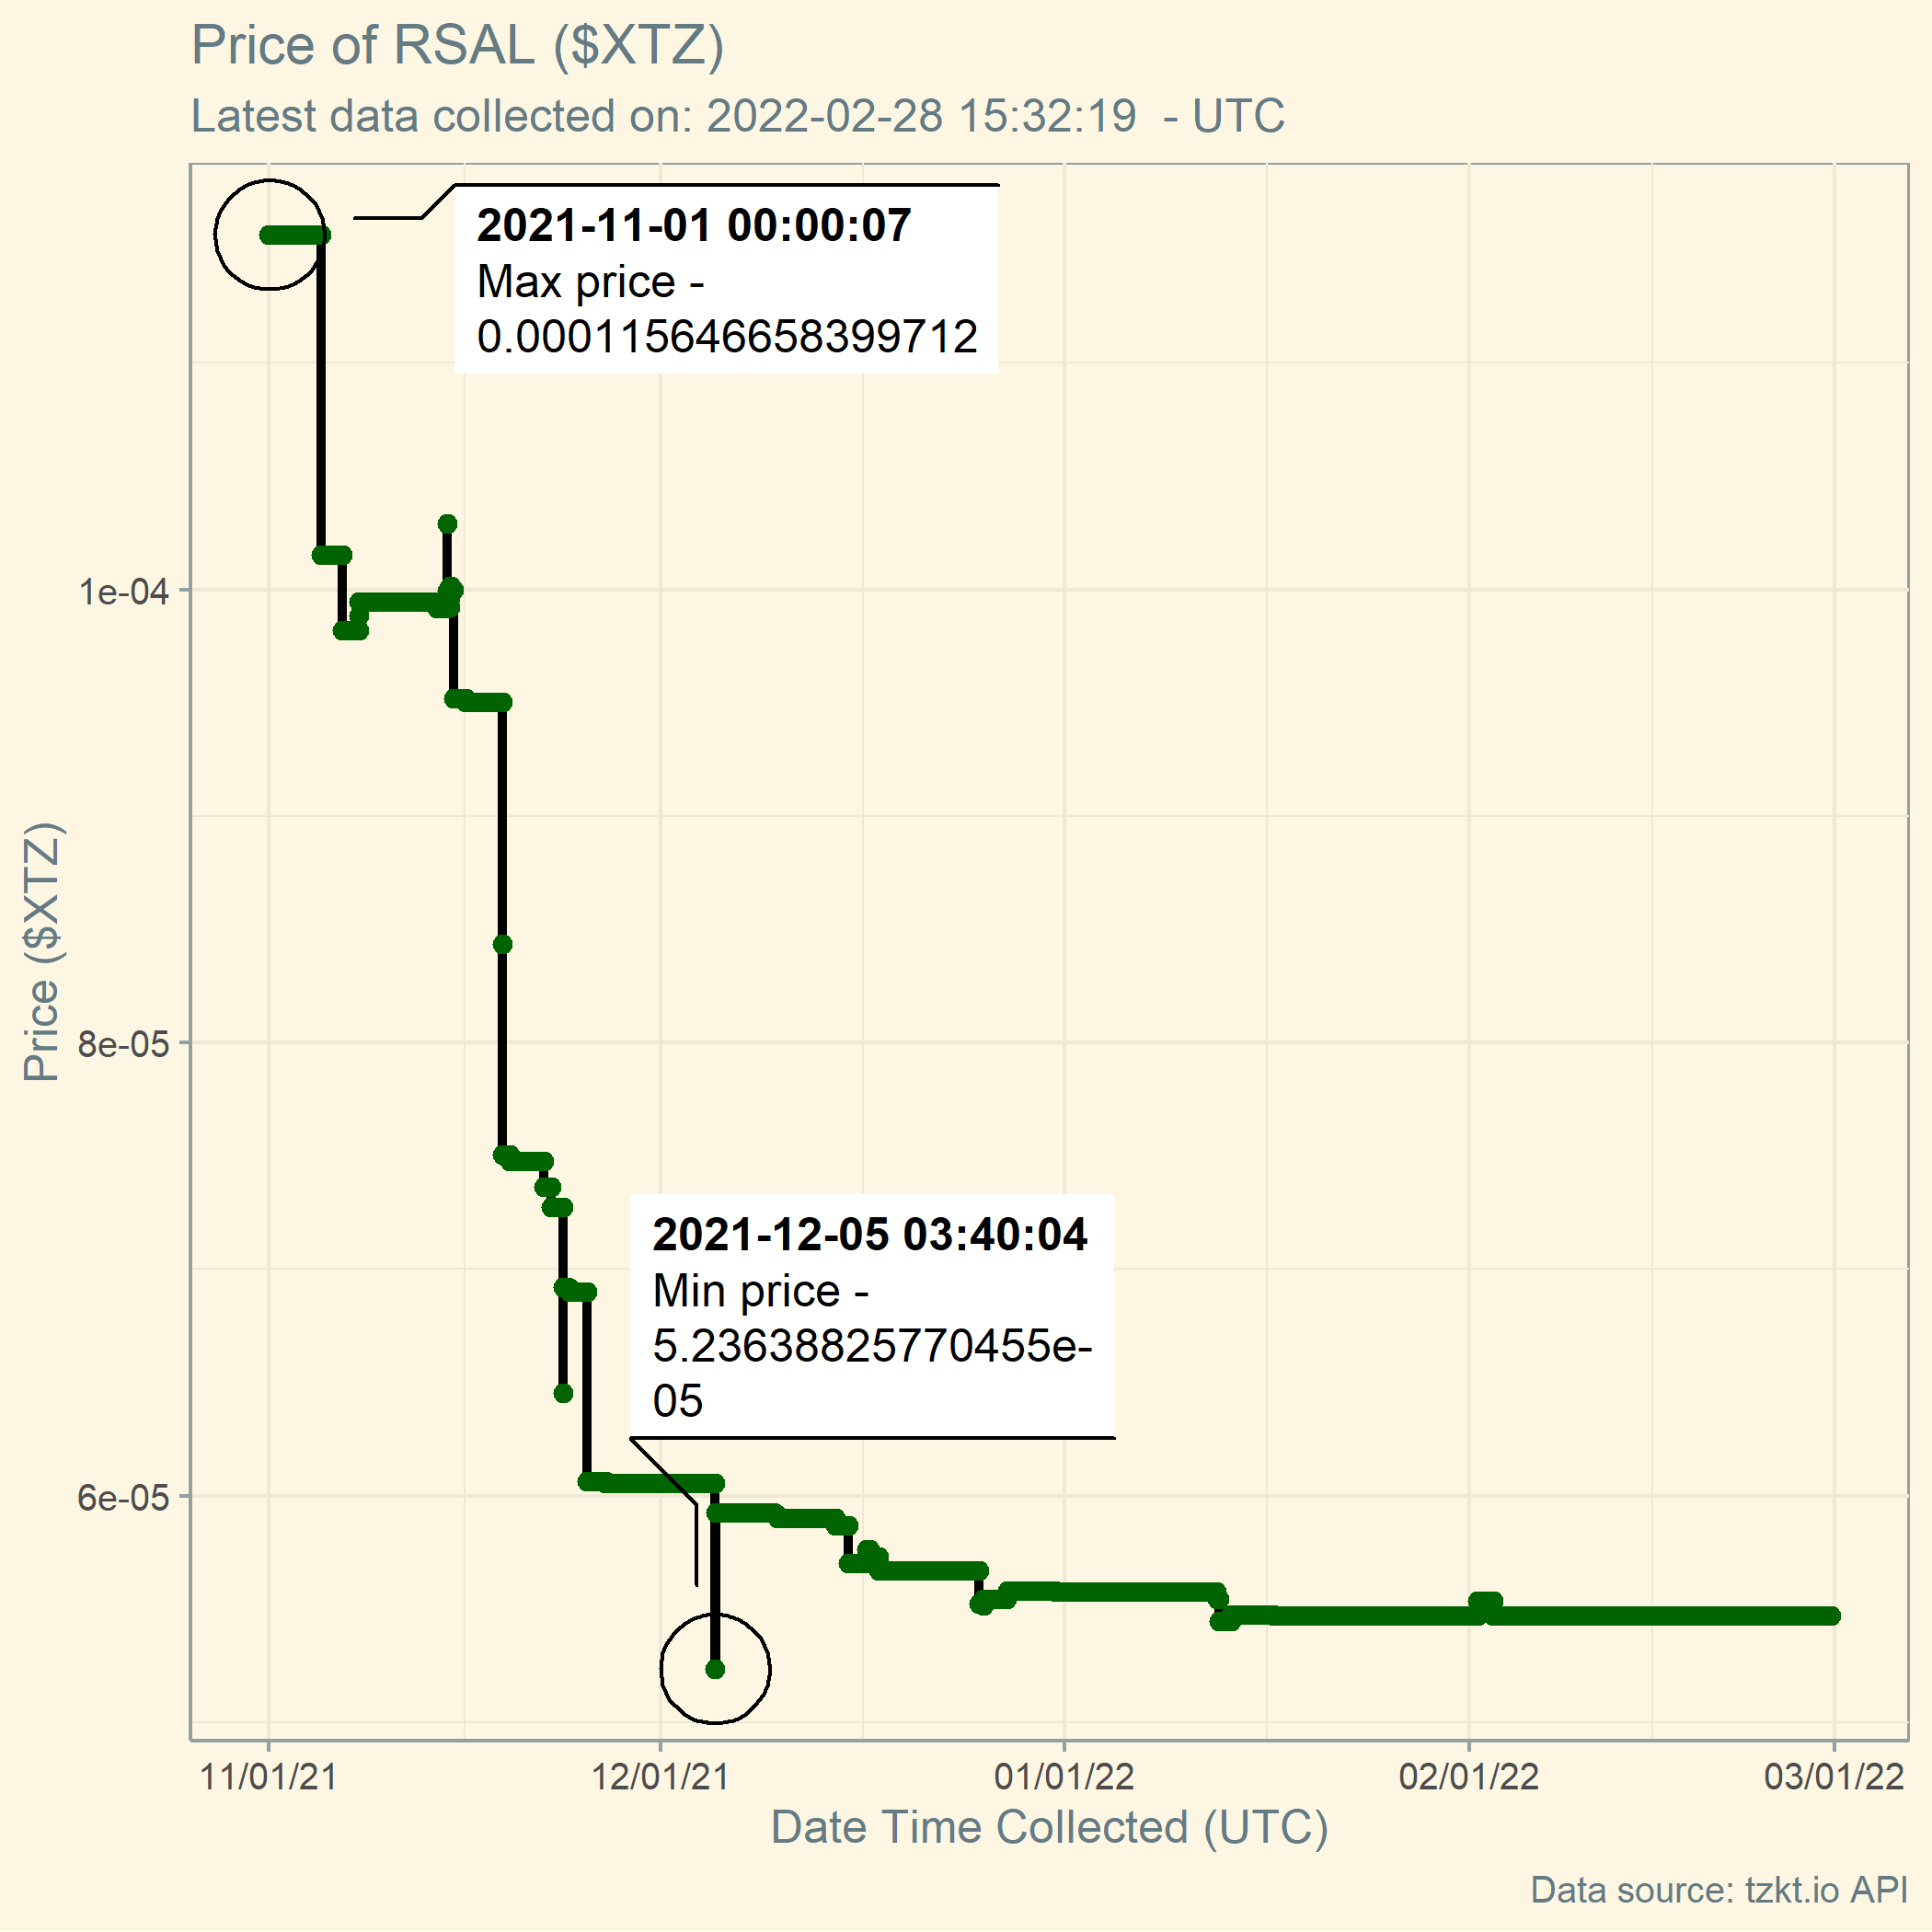 Price of RSAL ($XTZ)
Latest data collected on: 2022-02-28 15:32:19  - UTC
2021-11-01 00:00:07
Max price -
0.000115646658399712
1e-04
Price ($XTZ)
8e-05
2021-12-05 03:40:04
Min price -
5.23638825770455e-
05
6e-05
11/01/21
12/01/21
01/01/22
02/01/22
03/01/22
Date Time Collected (UTC)
Data source: tzkt.io API